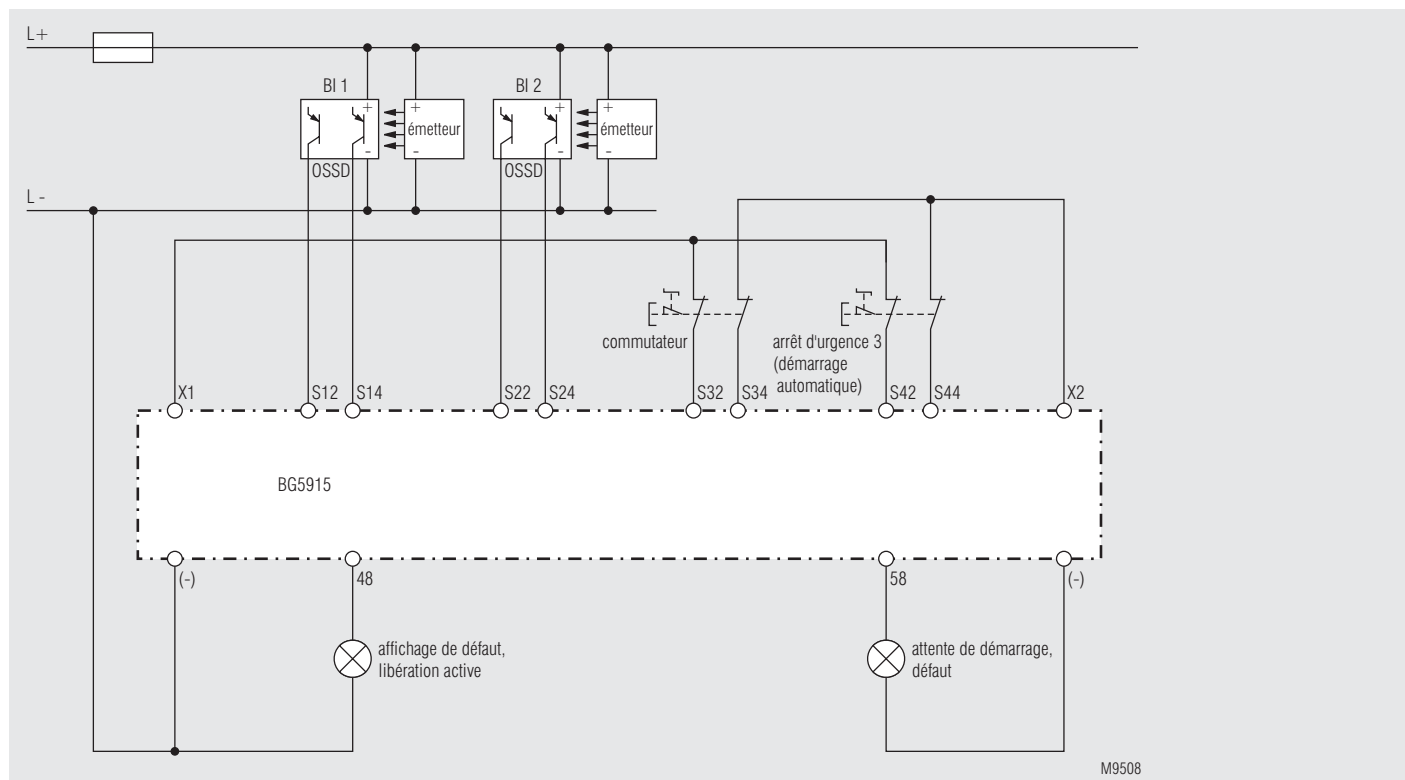 L+
BI 1
BI 2
+
+
+
+
émetteur
émetteur
-
-
-
-
OSSD
OSSD
L -
commutateur
arrêt d'urgence 3
(démarrage
automatique)
X1
S12
S14
S22
S24
S32
S34
S42
S44
X2
BG5915
(-)
48
58
(-)
affichage de défaut,
libération active
attente de démarrage,
défaut
M9508